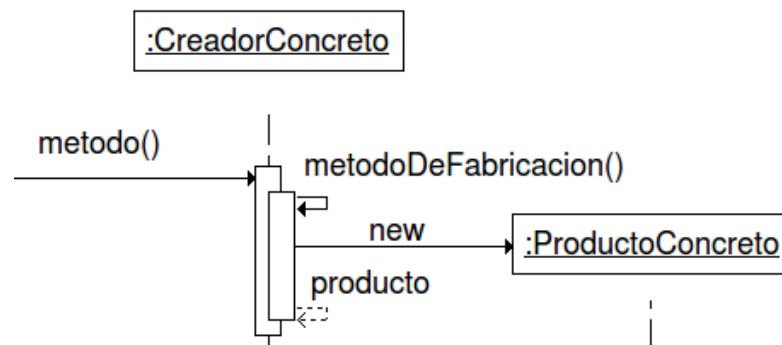 :CreadorConcreto
metodo()
metodoDeFabricacion()
new
:ProductoConcreto
producto